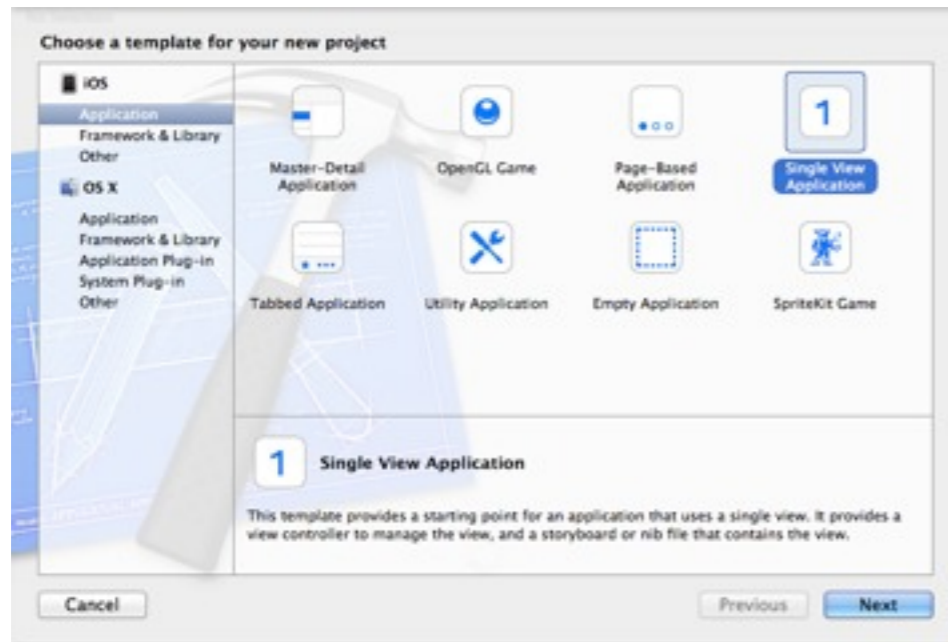 Choose a template for your new project
iOS
Application
Framework & Library
Other
OS X
Application
Framework & Library
Application Plug-in
System Plug-in
Other
Master-Detail
Application
OpenGL Game
Page-Based
Application
1
Single View
Application
Tabbed Application
Utility Application
Empty Application
SpriteKit Game
1
Single View Application
This template provides a starting point for an application that uses a single view. It provides a
view controller to manage the view, and a storyboard or nib file that contains the view.
Cancel
Previous
Next